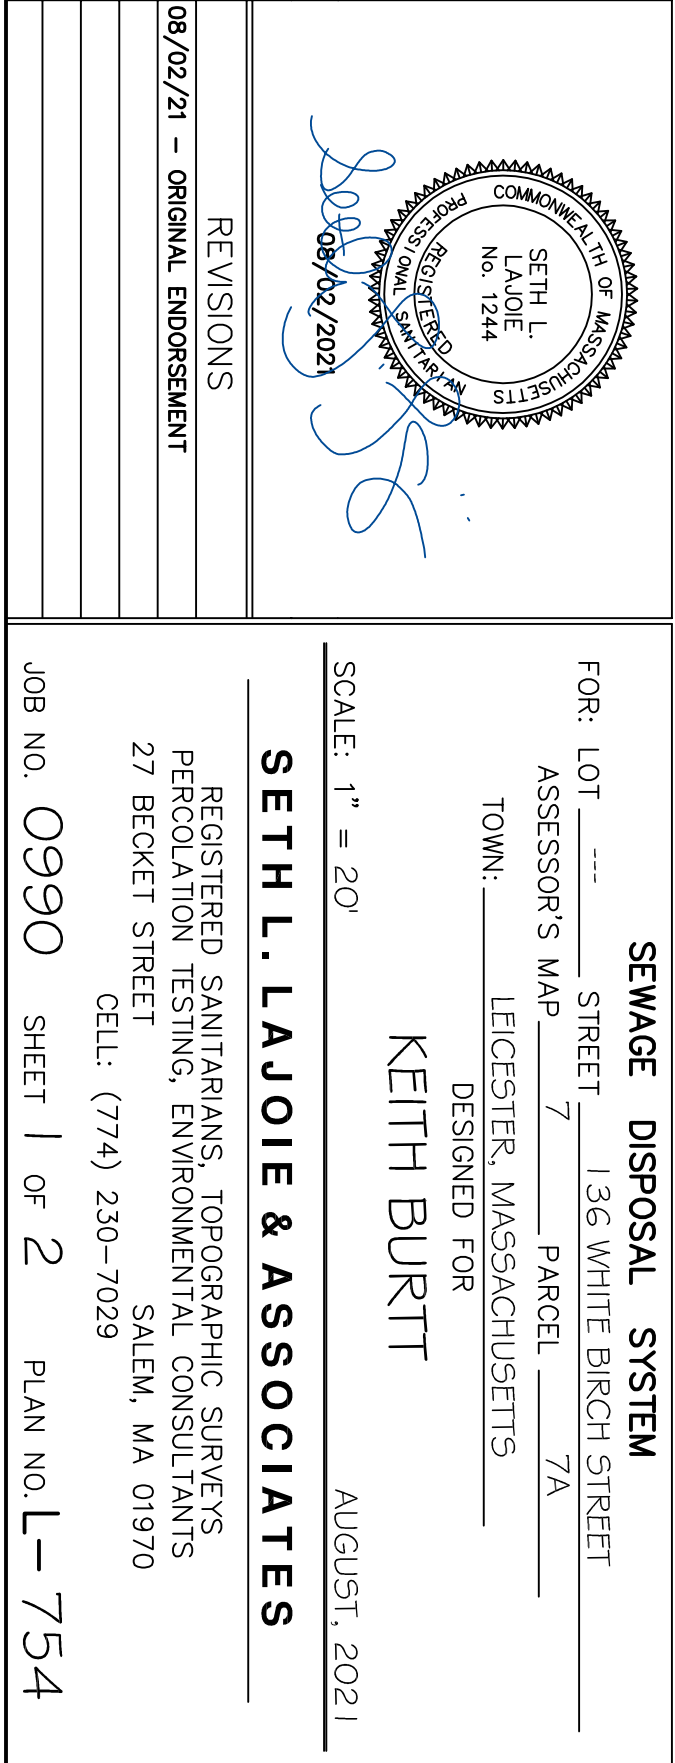 COMMONWEALTH OF MASSACHUSETTS
SETH L.
LAJOIE
No. 1244
REGISTERED
PROFESSIONAL SANITARIAN
08/02/2021
REVISIONS
08/02/21 – ORIGINAL ENDORSEMENT
SEWAGE DISPOSAL SYSTEM
FOR: LOT --- STREET 136 WHITE BIRCH STREET
ASSESSOR'S MAP 7 PARCEL 7A
TOWN: LEICESTER, MASSACHUSETTS
DESIGNED FOR
KEITH BURTT
SCALE: 1" = 20' AUGUST, 2021
SETH L. LAJOIE & ASSOCIATES
REGISTERED SANITARIANS, TOPOGRAPHIC SURVEYS
PERCOLATION TESTING, ENVIRONMENTAL CONSULTANTS
27 BECKET STREET SALEM, MA 01970
CELL: (774) 230-7029
JOB NO. 0990 SHEET 1 OF 2 PLAN NO. L- 754